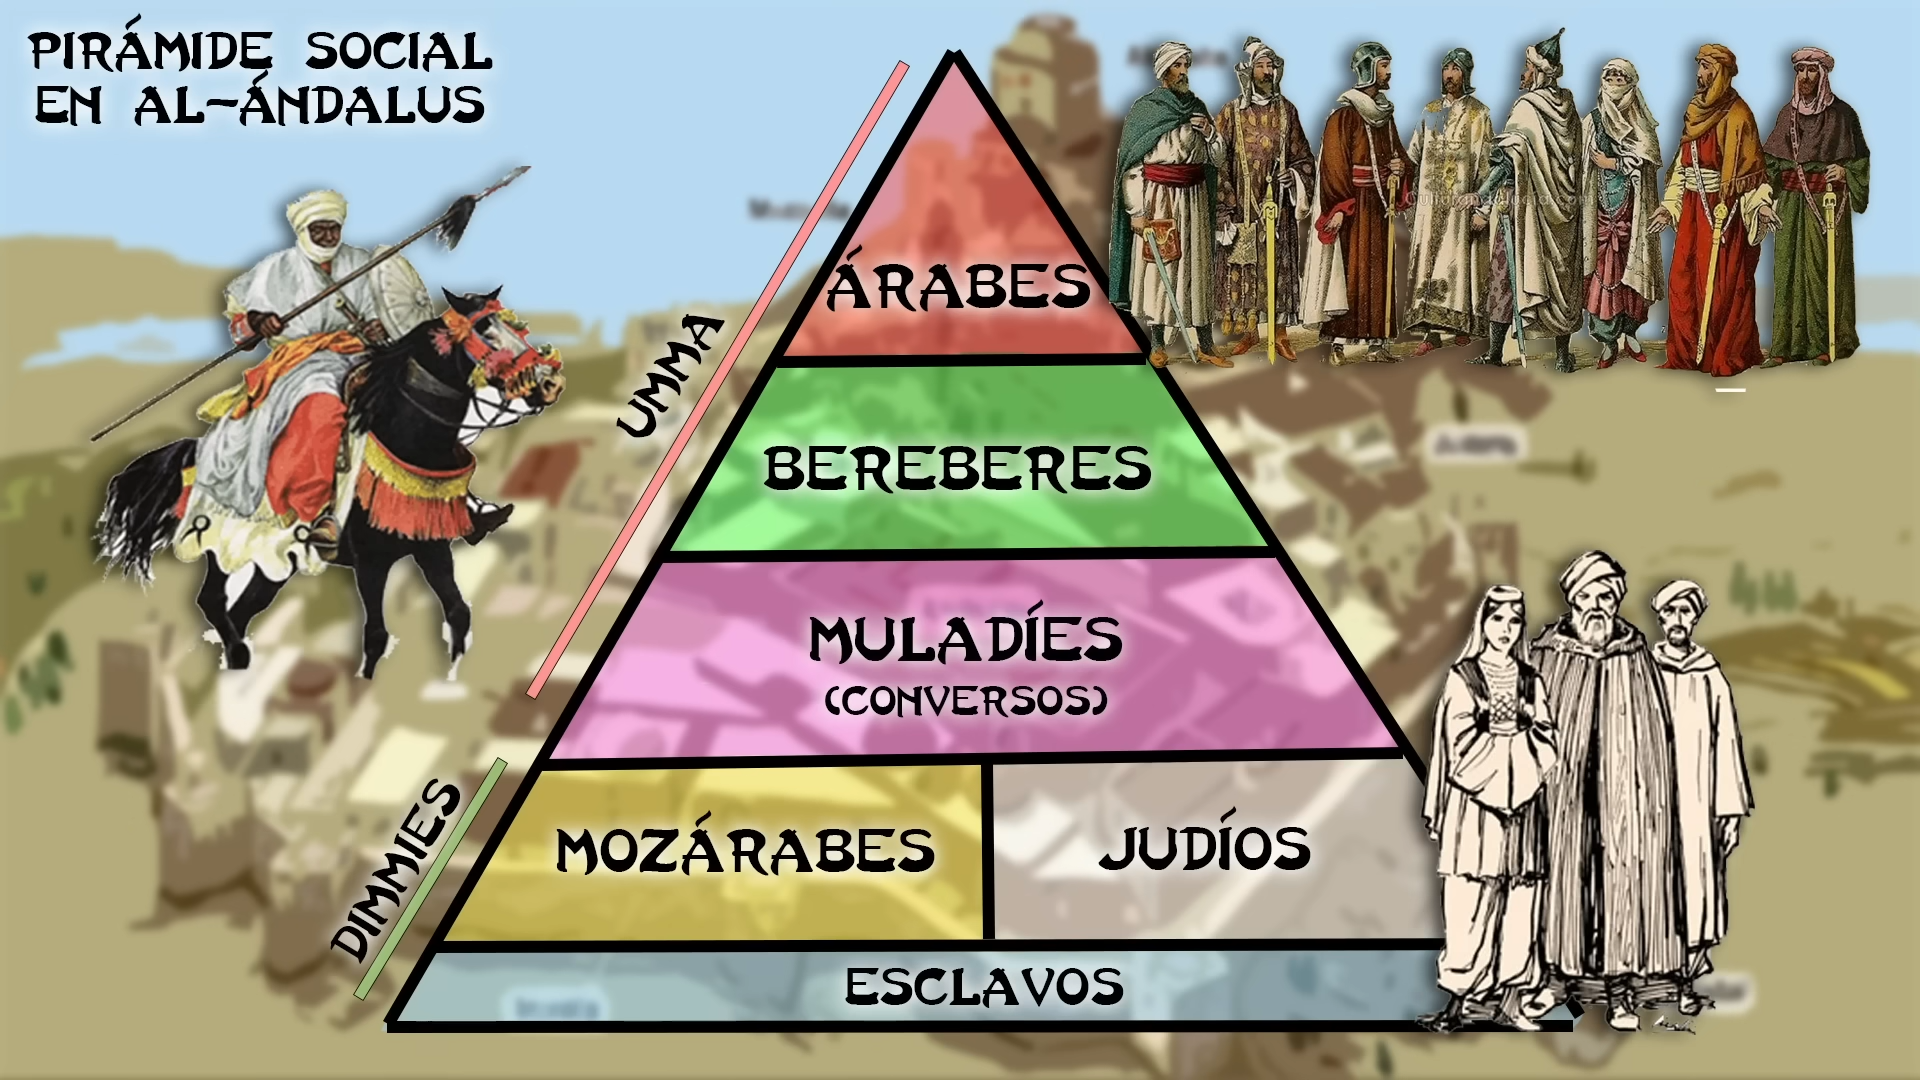 PIRÁMIDE SOCIAL
EN AL-ÁNDALUS
UMMA
ÁRABES
BEREBERES
MULADÍES
(CONVERSOS)
DIMMIES
MOZÁRABES
JUDÍOS
ESCLAVOS